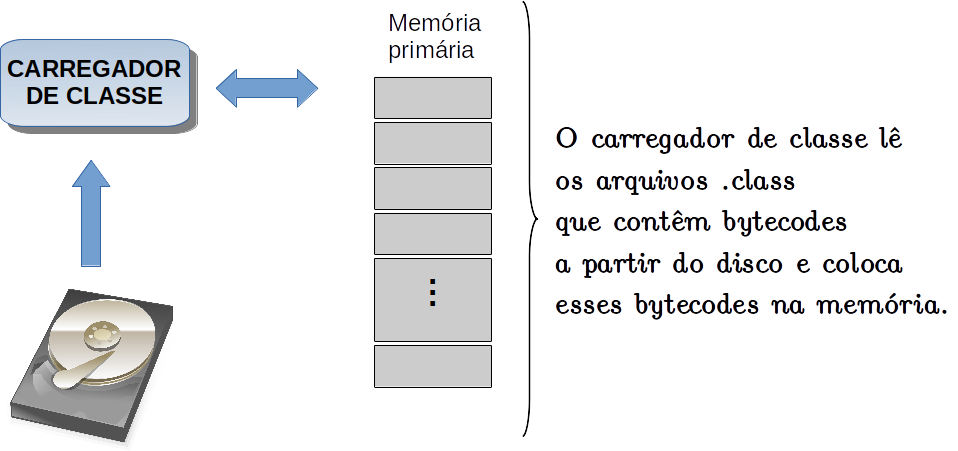 Memória
primária
CARREGADOR
DE CLASSE
O carregador de classe lê
os arquivos .class
que contêm bytecodes
a partir do disco e coloca
esses bytecodes na memória.